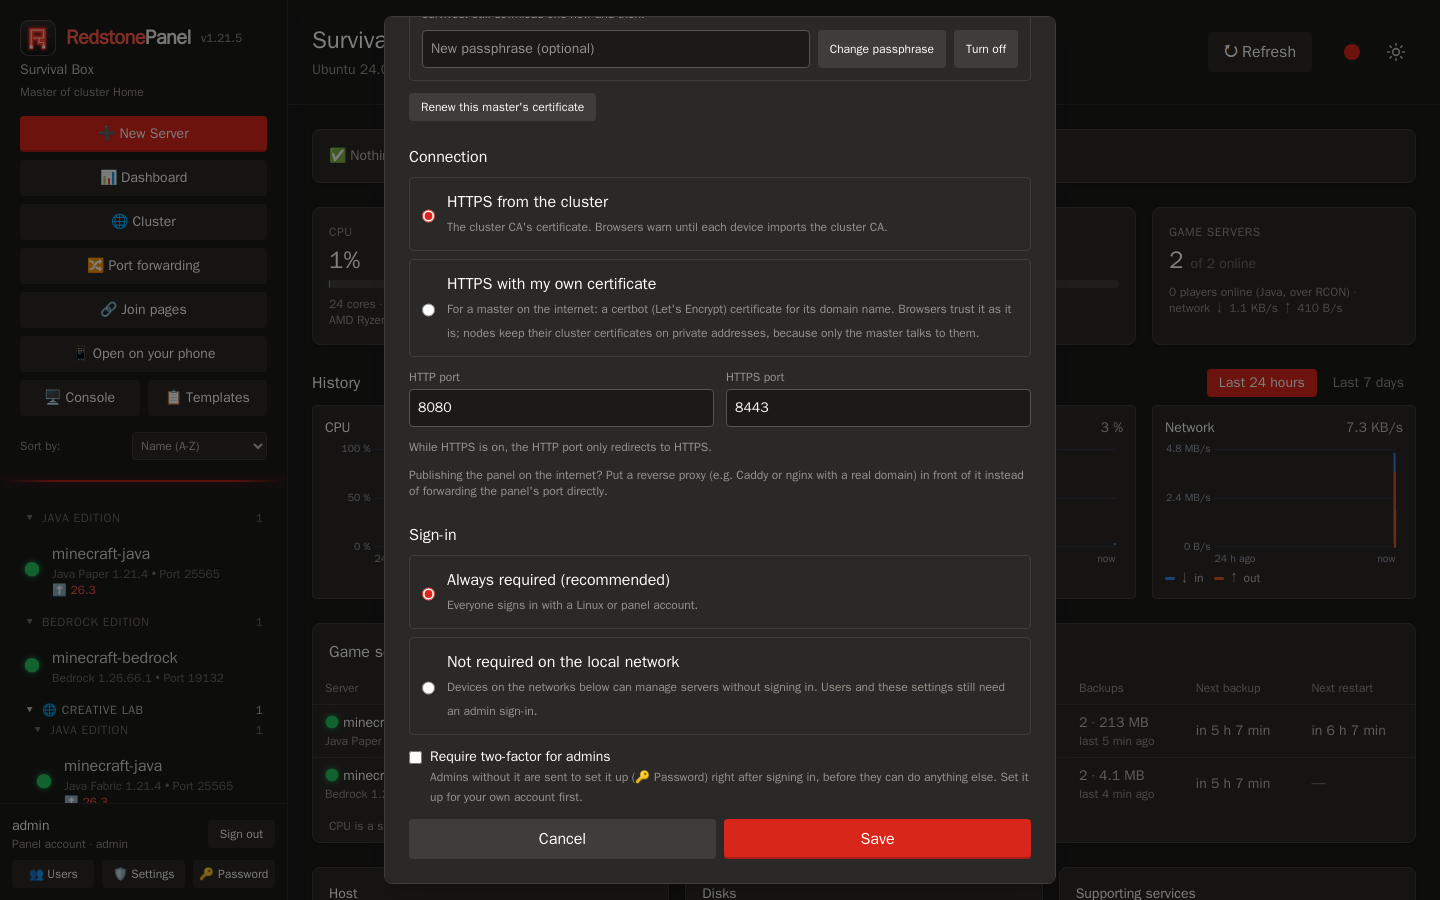 RedstonePanel v1.21.5
Survival Box
Master of cluster Home
➕ New Server
📊 Dashboard
🌐 Cluster
🔀 Port forwarding
🔗 Join pages
📱 Open on your phone
🖥️ Console
📋 Templates
Sort by:
Name (A-Z)
JAVA EDITION 1
minecraft-java
Java Paper 1.21.4 • Port 25565
⬆️ 26.3
BEDROCK EDITION 1
minecraft-bedrock
Bedrock 1.26.66.1 • Port 19132
🌐 CREATIVE LAB 1
JAVA EDITION 1
minecraft-java
Java Fabric 1.21.4 • Port 25565
⬆️ 26.3
admin
Panel account · admin
Sign out
👥 Users
🛡️ Settings
🔑 Password
Surviva
Ubuntu 24.0
Refresh
✅ Nothi
CPU
1%
24 cores ·
AMD Ryze
GAME SERVERS
2 of 2 online
0 players online (Java, over RCON) ·
network ↓ 1.1 KB/s ↑ 410 B/s
History
Last 24 hours
Last 7 days
CPU
100 %
50 %
0 %
24
3 %
now
Network
7.3 KB/s
4.8 MB/s
2.4 MB/s
0 B/s
24 h ago
now
↓ in
↑ out
Game s
Server
Backups
Next backup
Next restart
minecr
Java Paper
2 · 213 MB
last 5 min ago
in 5 h 7 min
in 6 h 7 min
minecr
Bedrock 1.2
2 · 4.1 MB
last 4 min ago
in 5 h 7 min
—
CPU is a s
Host
Disks
Supporting services
New passphrase (optional)
Change passphrase
Turn off
Renew this master's certificate
Connection
HTTPS from the cluster
The cluster CA's certificate. Browsers warn until each device imports the cluster CA.
HTTPS with my own certificate
For a master on the internet: a certbot (Let's Encrypt) certificate for its domain name. Browsers trust it as it
is; nodes keep their cluster certificates on private addresses, because only the master talks to them.
HTTP port
HTTPS port
8080
8443
While HTTPS is on, the HTTP port only redirects to HTTPS.
Publishing the panel on the internet? Put a reverse proxy (e.g. Caddy or nginx with a real domain) in front of it instead
of forwarding the panel's port directly.
Sign-in
Always required (recommended)
Everyone signs in with a Linux or panel account.
Not required on the local network
Devices on the networks below can manage servers without signing in. Users and these settings still need
an admin sign-in.
Require two-factor for admins
Admins without it are sent to set it up (🔑 Password) right after signing in, before they can do anything else. Set it
up for your own account first.
Cancel
Save